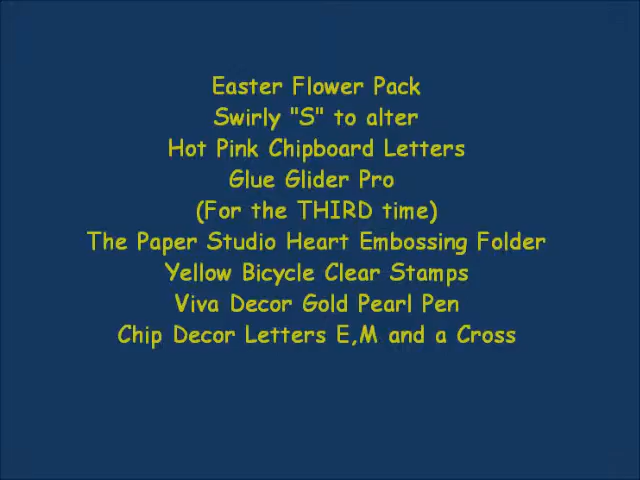 Easter Flower Pack
Swirly "S" to alter
Hot Pink Chipboard Letters
Glue Glider Pro
(For the THIRD time)
The Paper Studio Heart Embossing Folder
Yellow Bicycle Clear Stamps
Viva Decor Gold Pearl Pen
Chip Decor Letters E,M and a Cross